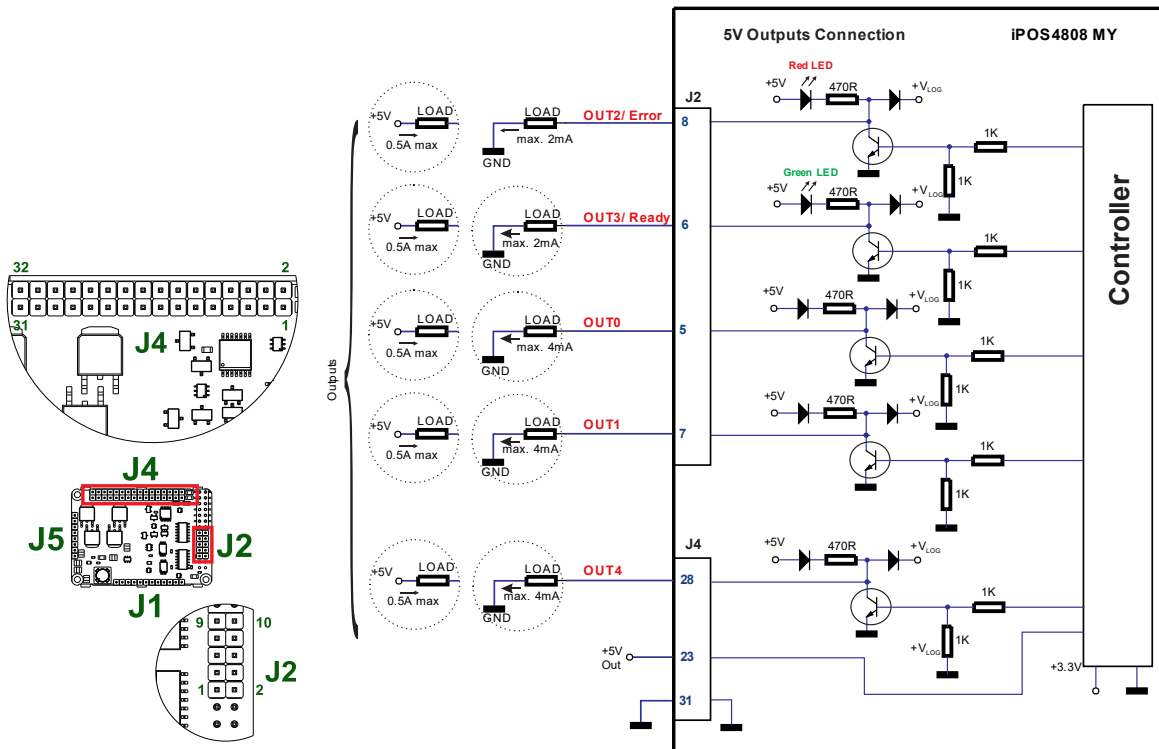 5V Outputs Connection
iPOS4808 MY
Red LED
+5V
470R
+VLOG
J2
+5V
LOAD
0.5A max
LOAD
max. 2mA
GND
OUT2/ Error
8
1K
1K
Green LED
+5V
470R
+VLOG
+5V
LOAD
0.5A max
LOAD
max. 2mA
GND
OUT3/ Ready
6
1K
1K
Controller
32
2
31
1
J4
+5V
470R
+VLOG
+5V
LOAD
0.5A max
LOAD
max. 4mA
GND
OUT0
5
1K
1K
Outputs
+5V
470R
+VLOG
+5V
LOAD
0.5A max
LOAD
max. 4mA
GND
OUT1
7
1K
1K
J4
J5
J2
J1
J4
+5V
470R
+VLOG
+5V
LOAD
0.5A max
LOAD
max. 4mA
GND
OUT4
28
1K
1K
+VLOG
9
10
J2
1
2
+5V
Out
23
31
+3.3V